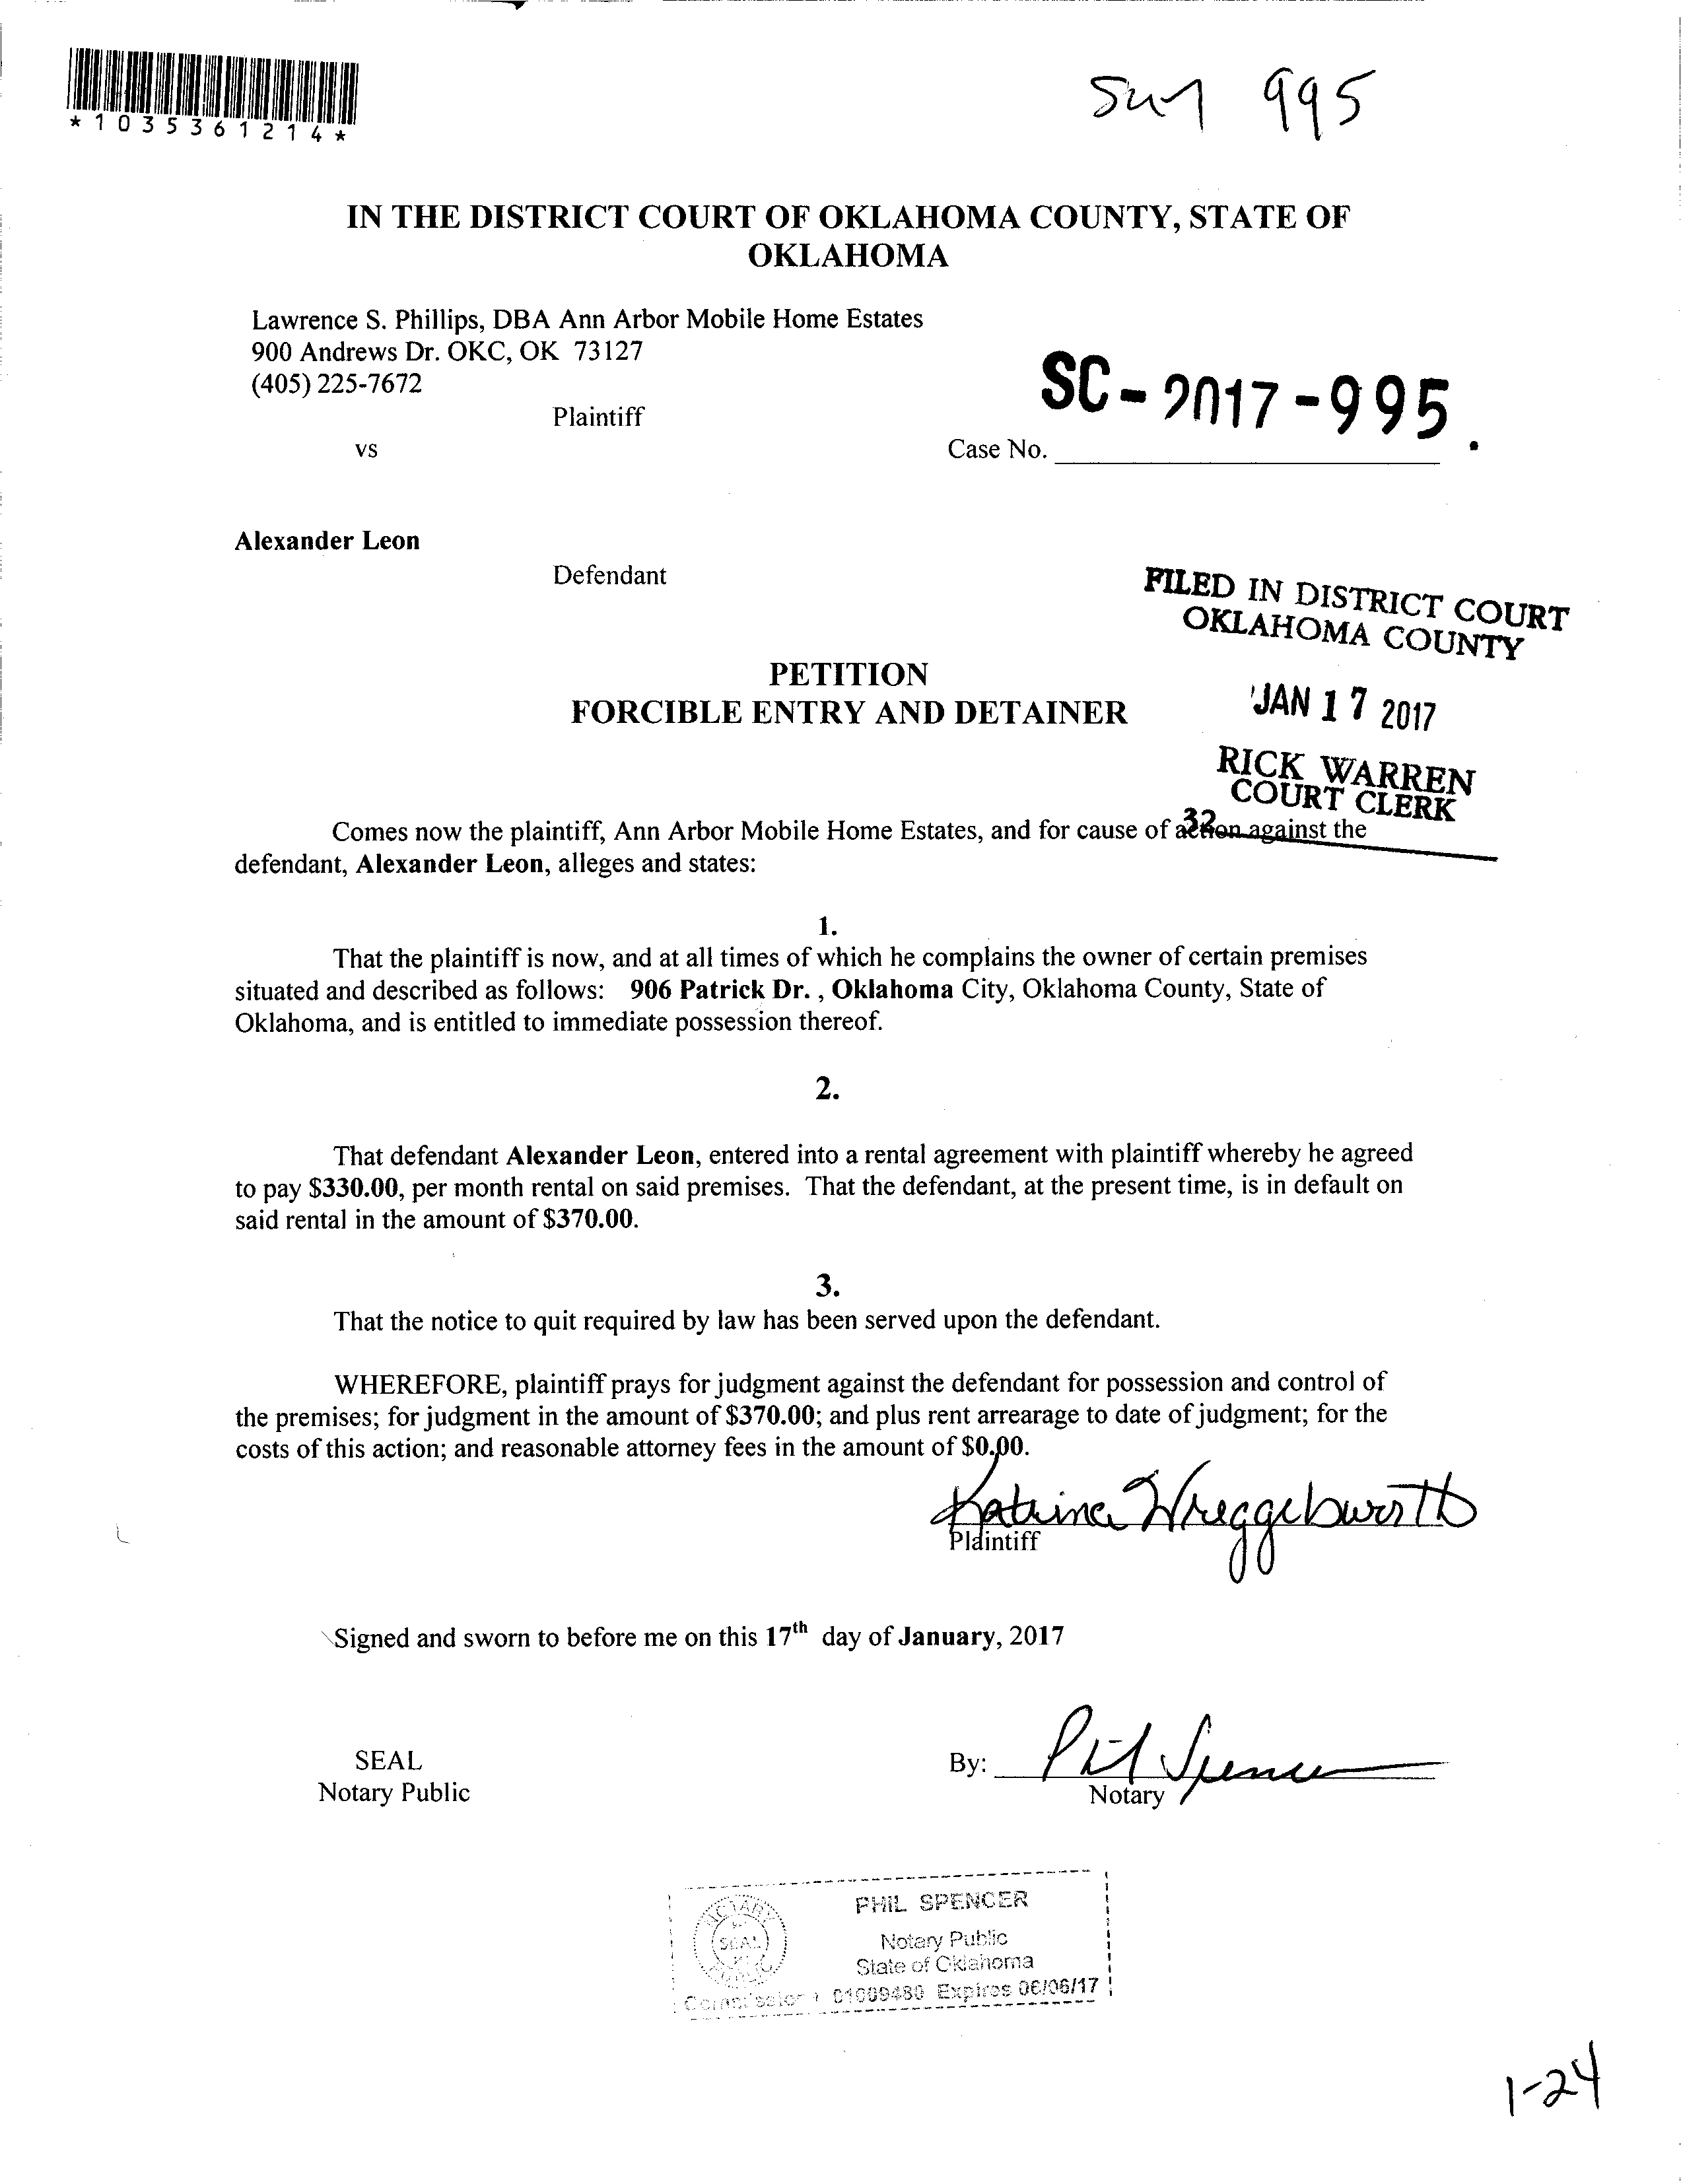 *1035361214*
995
IN THE DISTRICT COURT OF OKLAHOMA COUNTY, STATE OF
OKLAHOMA
Lawrence S. Phillips, DBA Ann Arbor Mobile Home Estates
900 Andrews Dr. OKC, OK 73127
(405) 225-7672
Plaintiff
SC-2017-995
vs
Case No.
Alexander Leon
Defendant
FILED IN DISTRICT COURT
OKLAHOMA COUNTY
PETITION
FORCIBLE ENTRY AND DETAINER
JAN 17 2017
RICK WARREN
COURT CLERK
32
Comes now the plaintiff, Ann Arbor Mobile Home Estates, and for cause of action against the
defendant, Alexander Leon, alleges and states:
1.
That the plaintiff is now, and at all times of which he complains the owner of certain premises
situated and described as follows: 906 Patrick Dr. , Oklahoma City, Oklahoma County, State of
Oklahoma, and is entitled to immediate possession thereof.
2.
That defendant Alexander Leon, entered into a rental agreement with plaintiff whereby he agreed
to pay $330.00, per month rental on said premises. That the defendant, at the present time, is in default on
said rental in the amount of $370.00.
3.
That the notice to quit required by law has been served upon the defendant.
WHEREFORE, plaintiff prays for judgment against the defendant for possession and control of
the premises; for judgment in the amount of $370.00; and plus rent arrearage to date of judgment; for the
costs of this action; and reasonable attorney fees in the amount of $0.00.
Katrina Wreggelsworth
Plaintiff
Signed and sworn to before me on this 17th day of January, 2017
SEAL
Notary Public
By: Phil Spencer
Notary
PHIL SPENCER
Notary Public
State of Oklahoma
Commission # 01009480 Expires 06/06/17
NOTARY
SEAL
PUBLIC
1-24